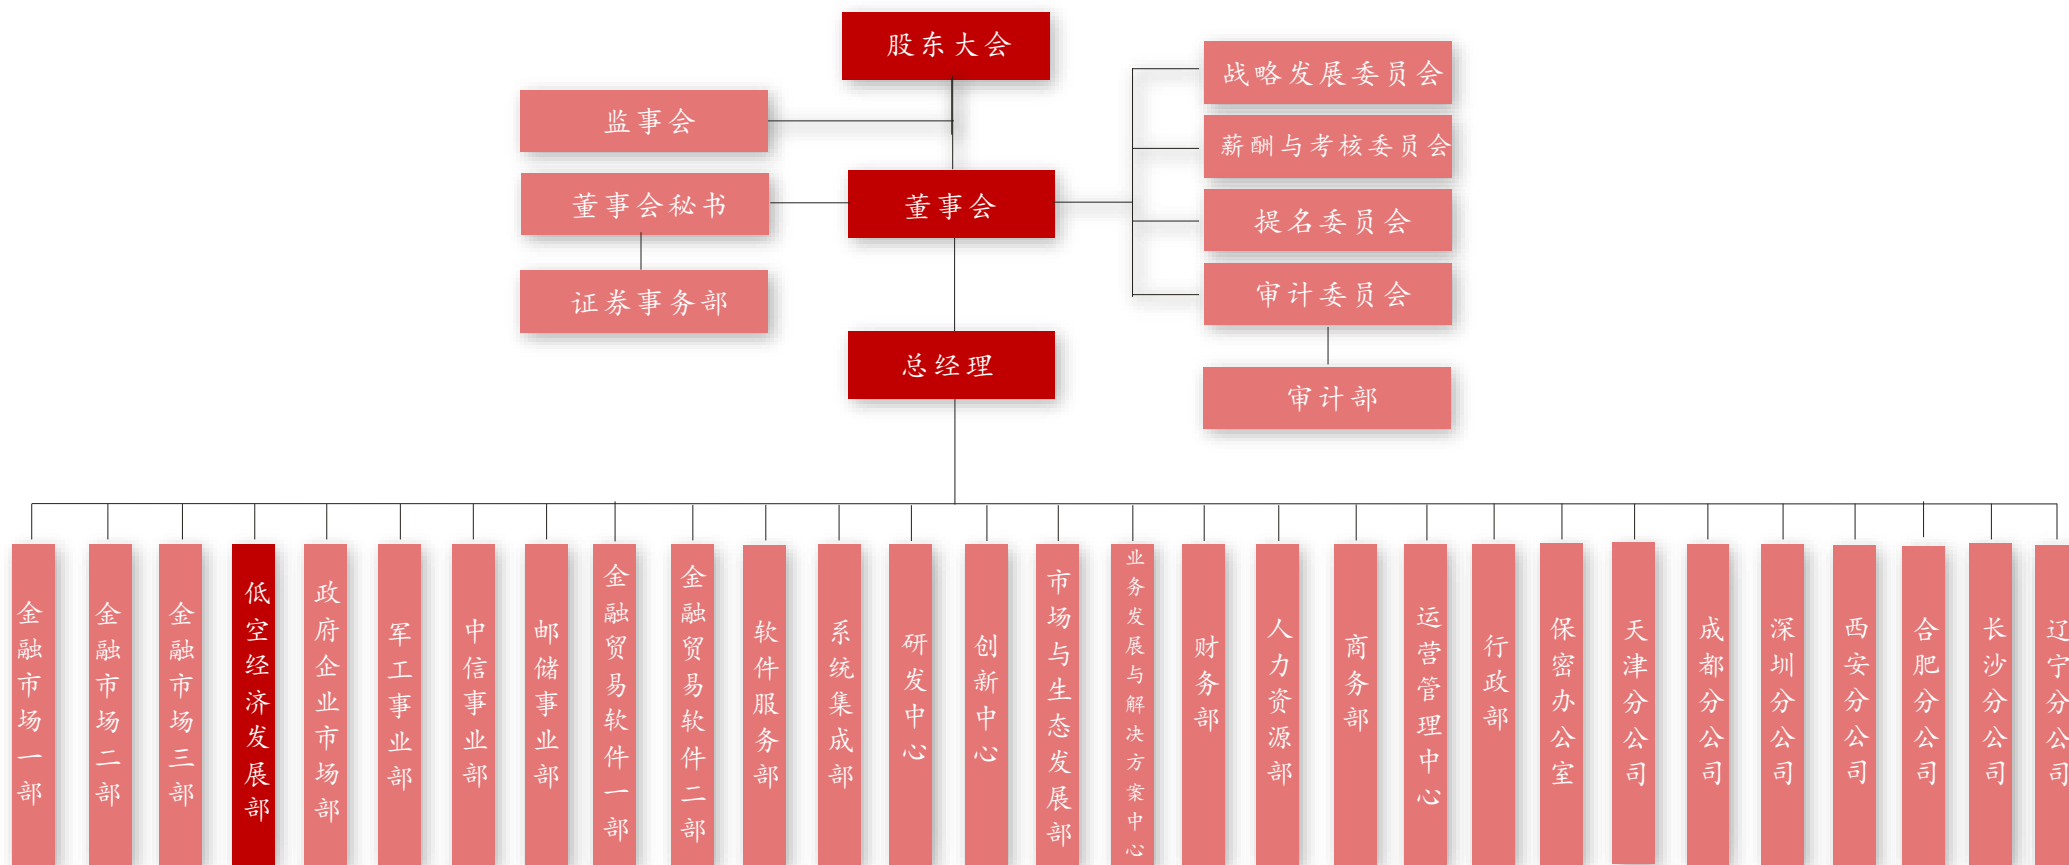 股东大会
监事会
董事会秘书
证券事务部
董事会
总经理
战略发展委员会
薪酬与考核委员会
提名委员会
审计委员会
审计部
金融市场一部
金融市场二部
金融市场三部
低空经济发展部
政府企业市场部
军工事业部
中信事业部
邮储事业部
金融贸易软件一部
金融贸易软件二部
软件服务部
系统集成部
研发中心
创新中心
市场与生态发展部
业务发展与解决方案中心
财务部
人力资源部
商务部
运营管理中心
行政部
保密办公室
天津分公司
成都分公司
深圳分公司
西安分公司
合肥分公司
长沙分公司
辽宁分公司